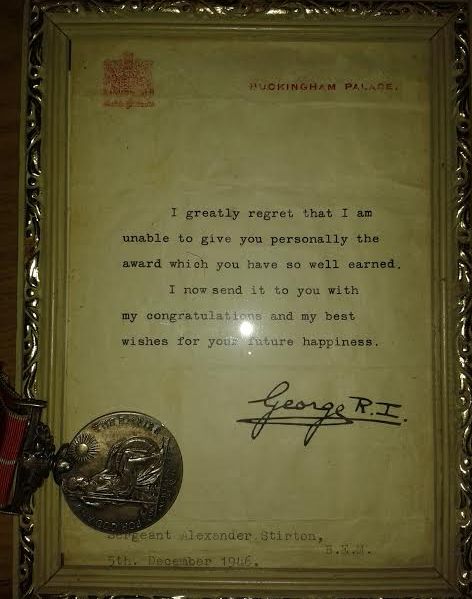 BUCKINGHAM PALACE.
I greatly regret that I am
unable to give you personally the
award which you have so well earned.
I now send it to you with
my congratulations and my best
wishes for your future happiness.
George R.I.
Sergeant Alexander Stirton,
B.E.M.
5th. December 1946.